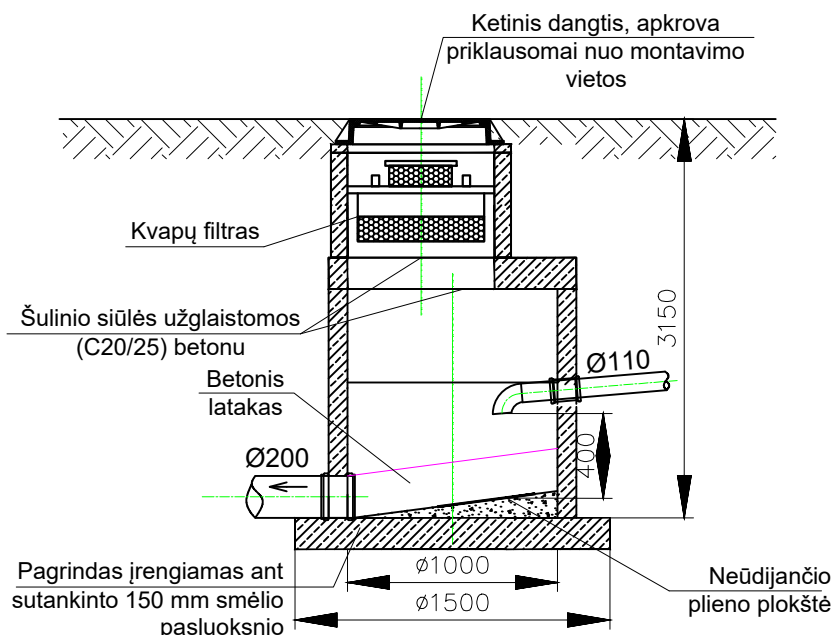 Ketinis dangtis, apkrova
priklausomai nuo montavimo
vietos
Kvapų filtras
Šulinio siūlės užglaistomos
(C20/25) betonu
3150
Ø110
Betonis
latakas
400
Ø200
Pagrindas įrengiamas ant
sutankinto 150 mm smėlio
pasluoksnio
Ø1000
Ø1500
Neūdijančio
plieno plokštė